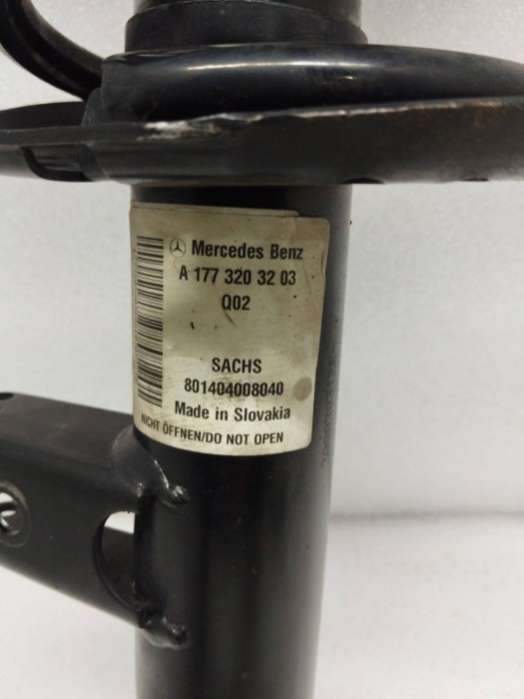 Mercedes Benz
A 177 320 32 03
Q02
SACHS
801404008040
Made in Slovakia
NICHT ÖFFNEN/DO NOT OPEN